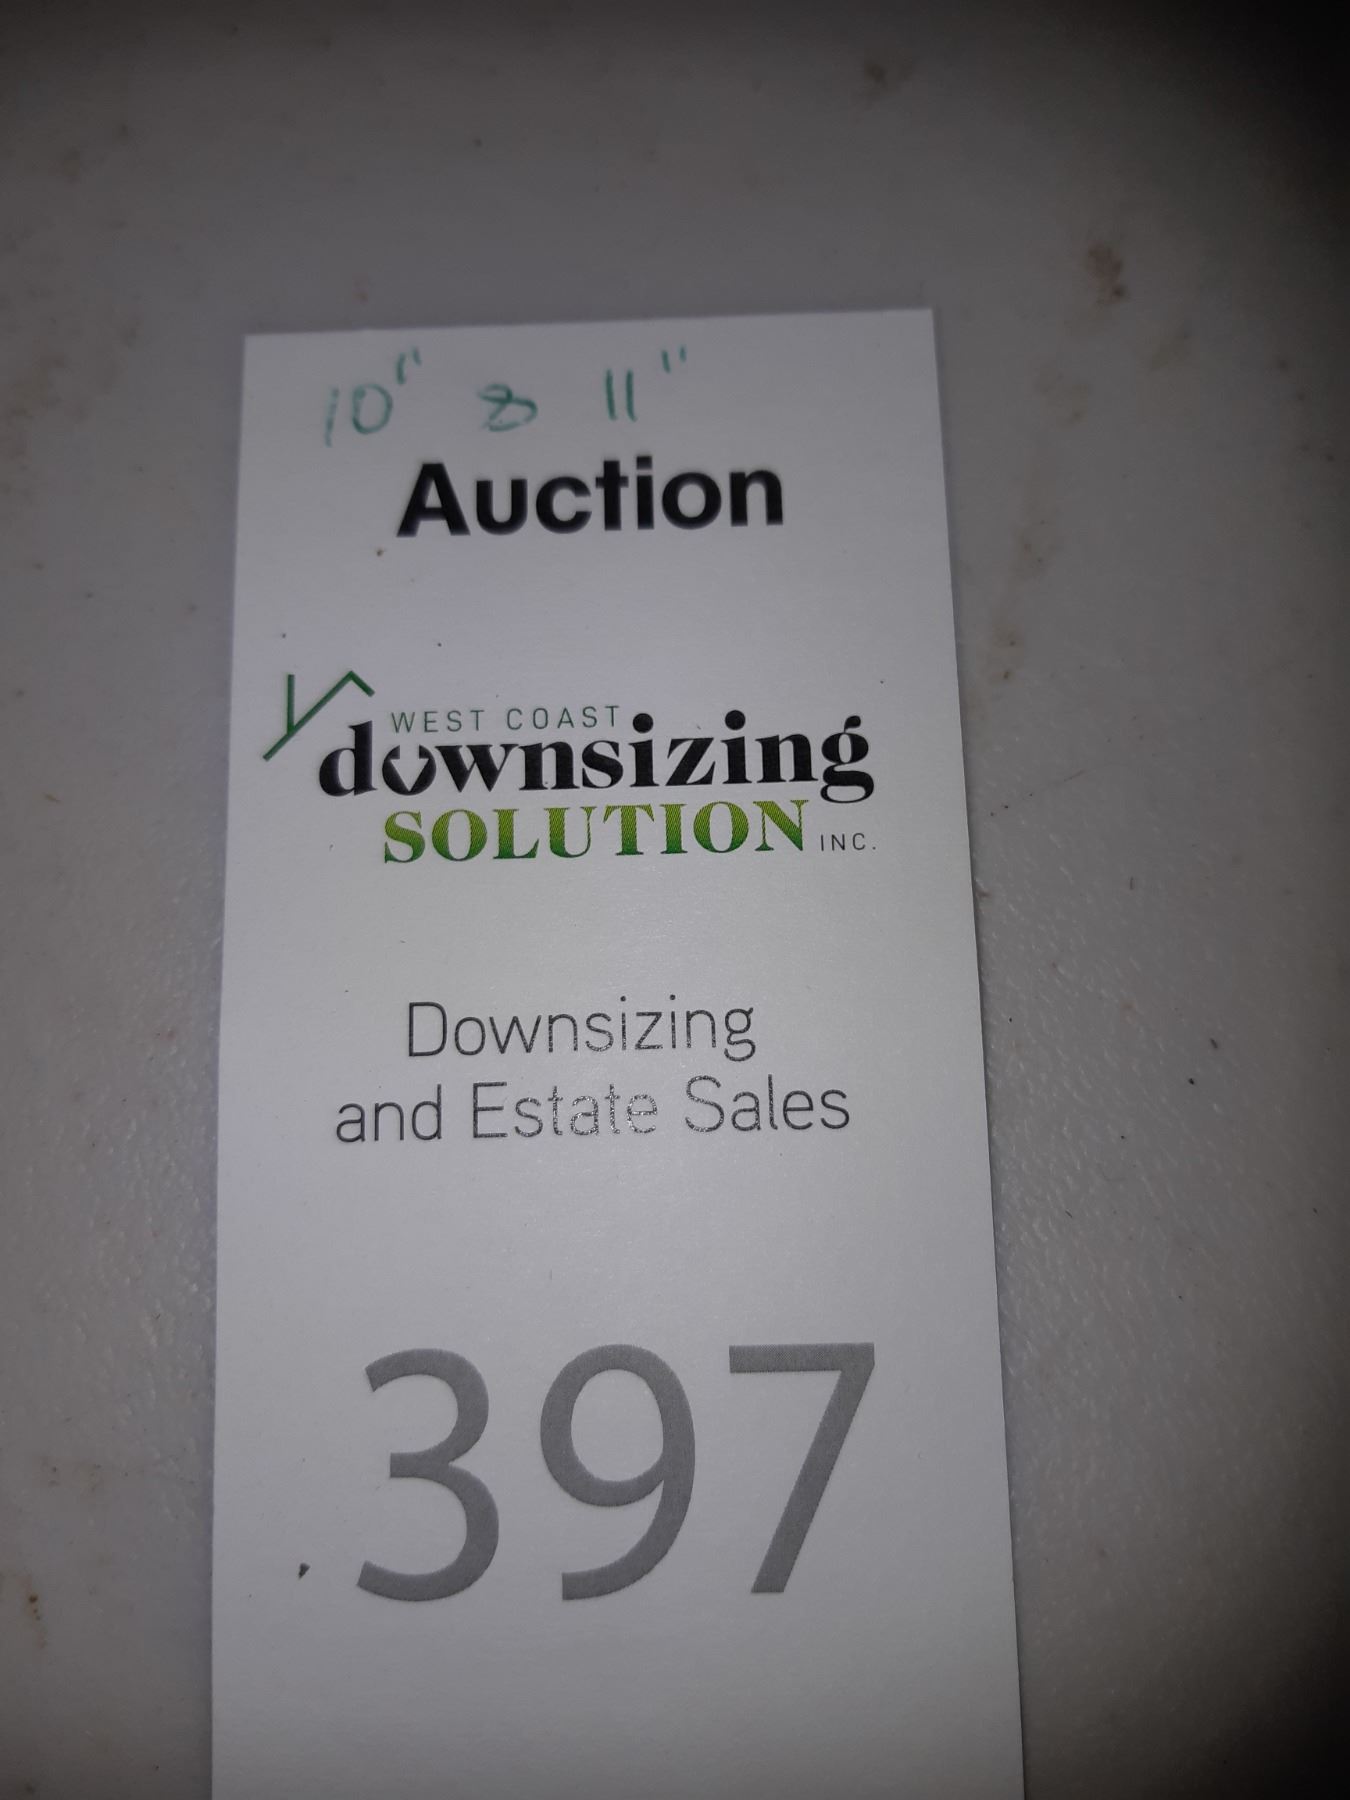 10" & 11"
Auction
WEST COAST
downsizing
SOLUTION INC.
Downsizing
and Estate Sales
397